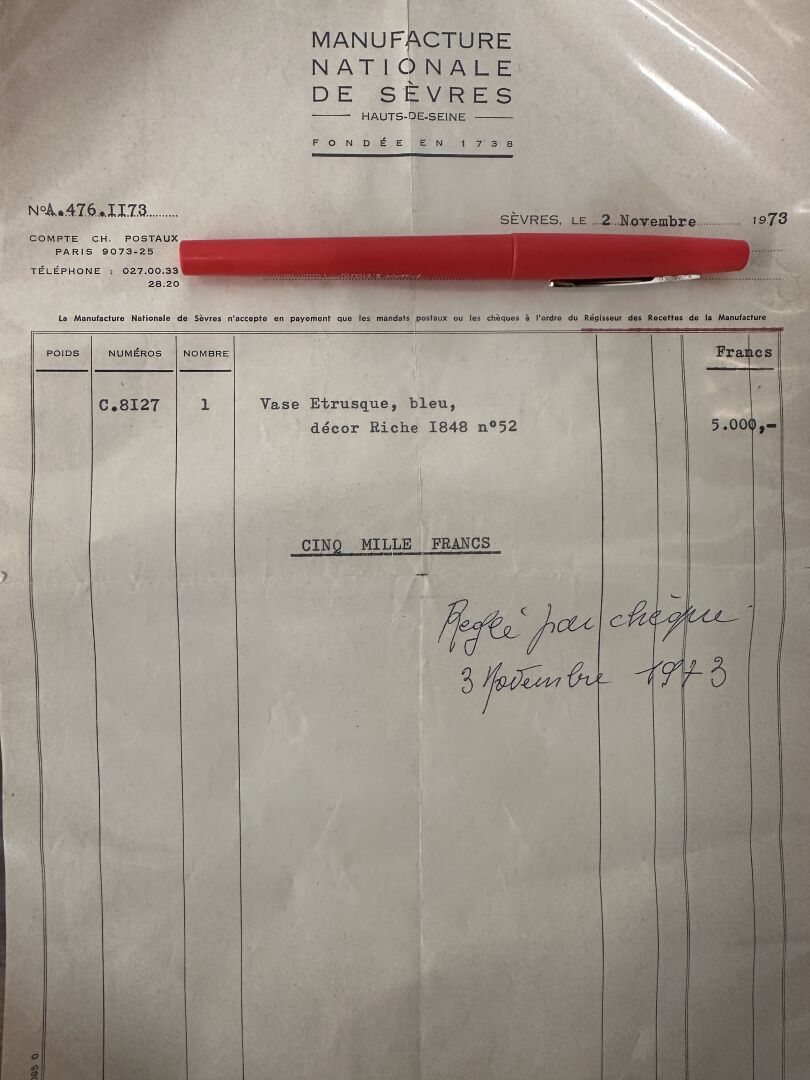 MANUFACTURE
NATIONALE
DE SÈVRES
HAUTS-DE-SEINE
FONDÉE EN 1738
Nº A.476.II73
SÈVRES, LE 2 Novembre 1973
COMPTE CH. POSTAUX
PARIS 9073-25
TÉLÉPHONE : 027.00.33
28.20
La Manufacture Nationale de Sèvres n'accepte en payement que les mandats postaux ou les chèques à l'ordre du Régisseur des Recettes de la Manufacture
POIDS NUMÉROS NOMBRE Francs
C.8I27 1 Vase Etrusque, bleu,
décor Riche I848 nº52 5.000,-
CINQ MILLE FRANCS
Reglé par chèque
3 Novembre 1973